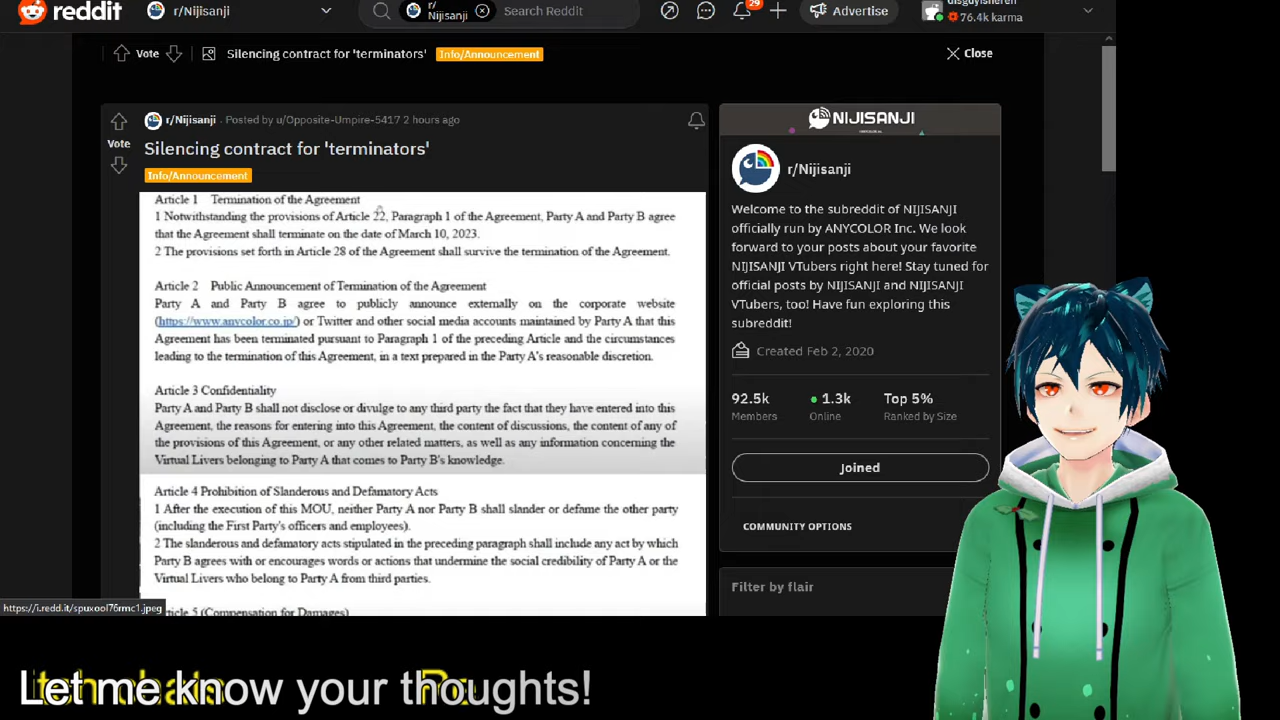 reddit
r/Nijisanji
r/
Nijisanji
Search Reddit
29
Advertise
76.4k karma
Vote
Silencing contract for 'terminators'
Info/Announcement
Close
r/Nijisanji
Posted by u/Opposite-Umpire-5417 2 hours ago
Vote
Silencing contract for 'terminators'
Info/Announcement
Article 1 Termination of the Agreement
1 Notwithstanding the provisions of Article 22, Paragraph 1 of the Agreement, Party A and Party B agree
that the Agreement shall terminate on the date of March 10, 2023.
2 The provisions set forth in Article 28 of the Agreement shall survive the termination of the Agreement.
Article 2 Public Announcement of Termination of the Agreement
Party A and Party B agree to publicly announce externally on the corporate website
(https://www.anycolor.co.jp/) or Twitter and other social media accounts maintained by Party A that this
Agreement has been terminated pursuant to Paragraph 1 of the preceding Article and the circumstances
leading to the termination of this Agreement, in a text prepared in the Party A's reasonable discretion.
Article 3 Confidentiality
Party A and Party B shall not disclose or divulge to any third party the fact that they have entered into this
Agreement, the reasons for entering into this Agreement, the content of discussions, the content of any of
the provisions of this Agreement, or any other related matters, as well as any information concerning the
Virtual Livers belonging to Party A that comes to Party B's knowledge.
Article 4 Prohibition of Slanderous and Defamatory Acts
1 After the execution of this MOU, neither Party A nor Party B shall slander or defame the other party
(including the First Party's officers and employees).
2 The slanderous and defamatory acts stipulated in the preceding paragraph shall include any act by which
Party B agrees with or encourages words or actions that undermine the social credibility of Party A or the
Virtual Livers who belong to Party A from third parties.
ticle 5 (Compensation for Damages)
https://i.redd.it/spuxool76rmc1.jpeg
NIJISANJI
r/Nijisanji
Welcome to the subreddit of NIJISANJI
officially run by ANYCOLOR Inc. We look
forward to your posts about your favorite
NIJISANJI VTubers right here! Stay tuned for
official posts by NIJISANJI and NIJISANJI
VTubers, too! Have fun exploring this
subreddit!
Created Feb 2, 2020
92.5k
Members
1.3k
Online
Top 5%
Ranked by Size
Joined
COMMUNITY OPTIONS
Filter by flair
Let me know your thoughts!